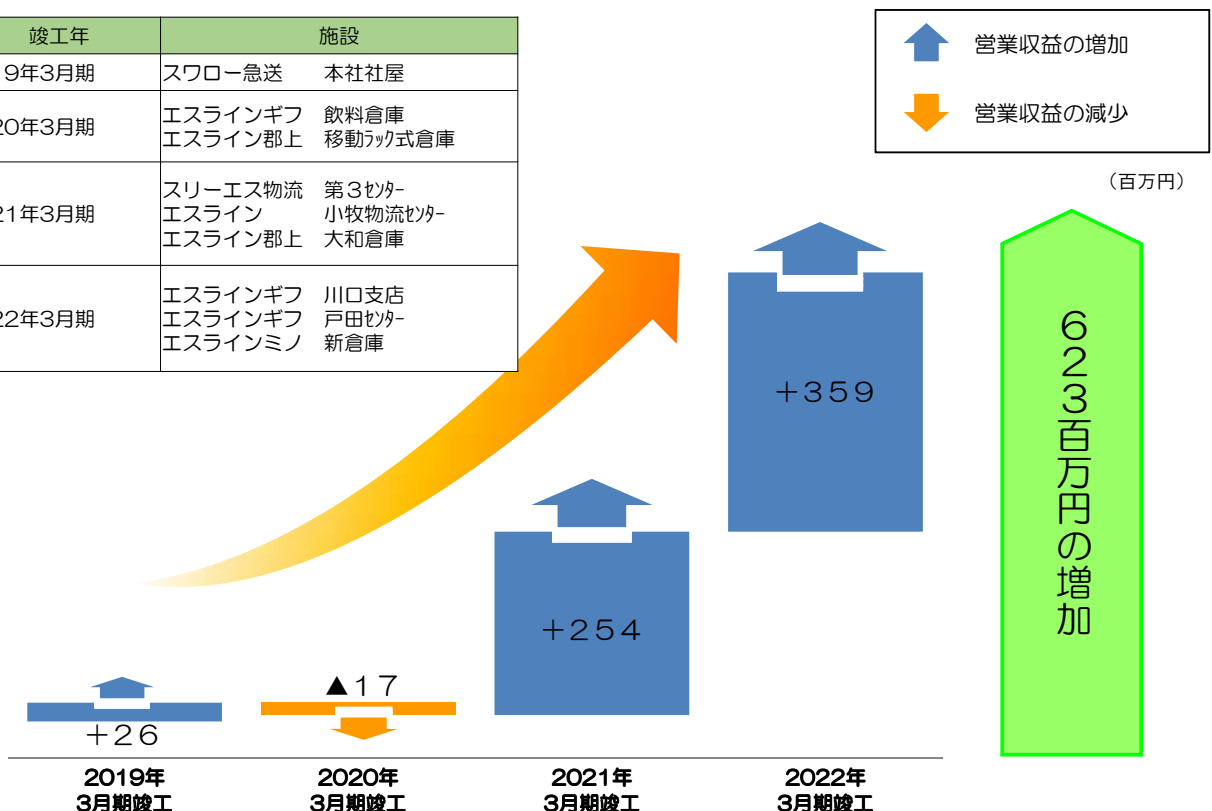 竣工年 施設
9年3月期 スワロー急送 本社社屋
20年3月期 エスラインギフ 飲料倉庫
エスライン郡上 移動ﾗｯｸ式倉庫
21年3月期 スリーエス物流 第3ｾﾝﾀｰ
エスライン 小牧物流ｾﾝﾀｰ
エスライン郡上 大和倉庫
22年3月期 エスラインギフ 川口支店
エスラインギフ 戸田ｾﾝﾀｰ
エスラインミノ 新倉庫
営業収益の増加
営業収益の減少
（百万円）
＋３５９
＋２５４
▲１７
＋２６
６２３百万円の増加
2019年
3月期竣工
2020年
3月期竣工
2021年
3月期竣工
2022年
3月期竣工